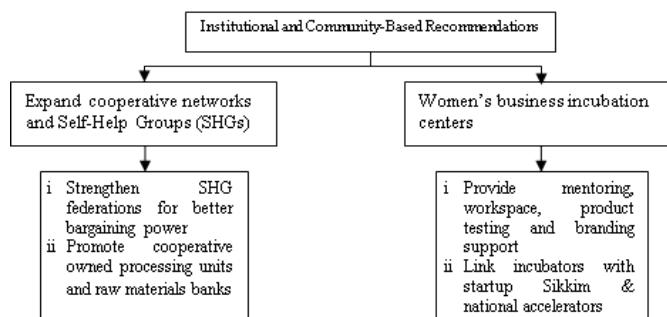 Institutional and Community-Based Recommendations
Expand cooperative networks
and Self-Help Groups (SHGs)
Women's business incubation
centers
i Strengthen SHG
federations for better
bargaining power
ii Promote cooperative
owned processing units
and raw materials banks
i Provide mentoring,
workspace, product
testing and branding
support
ii Link incubators with
startup Sikkim &
national accelerators